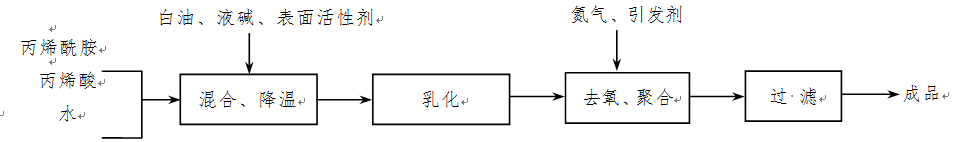 白油、液碱、表面活性剂
氮气、引发剂
丙烯酰胺
丙烯酸
水
混合、降温
乳化
去氧、聚合
过滤
成品